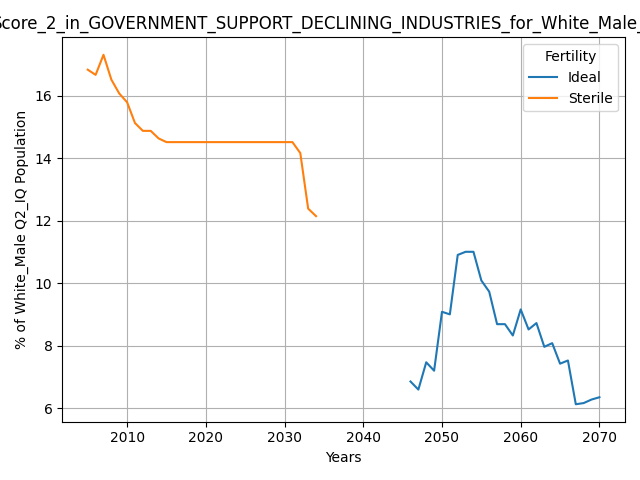 Score_2_in_GOVERNMENT_SUPPORT_DECLINING_INDUSTRIES_for_White_Male_
Fertility
Ideal
Sterile
% of White_Male Q2_IQ Population
16
14
12
10
8
6
2010 2020 2030 2040 2050 2060 2070
Years